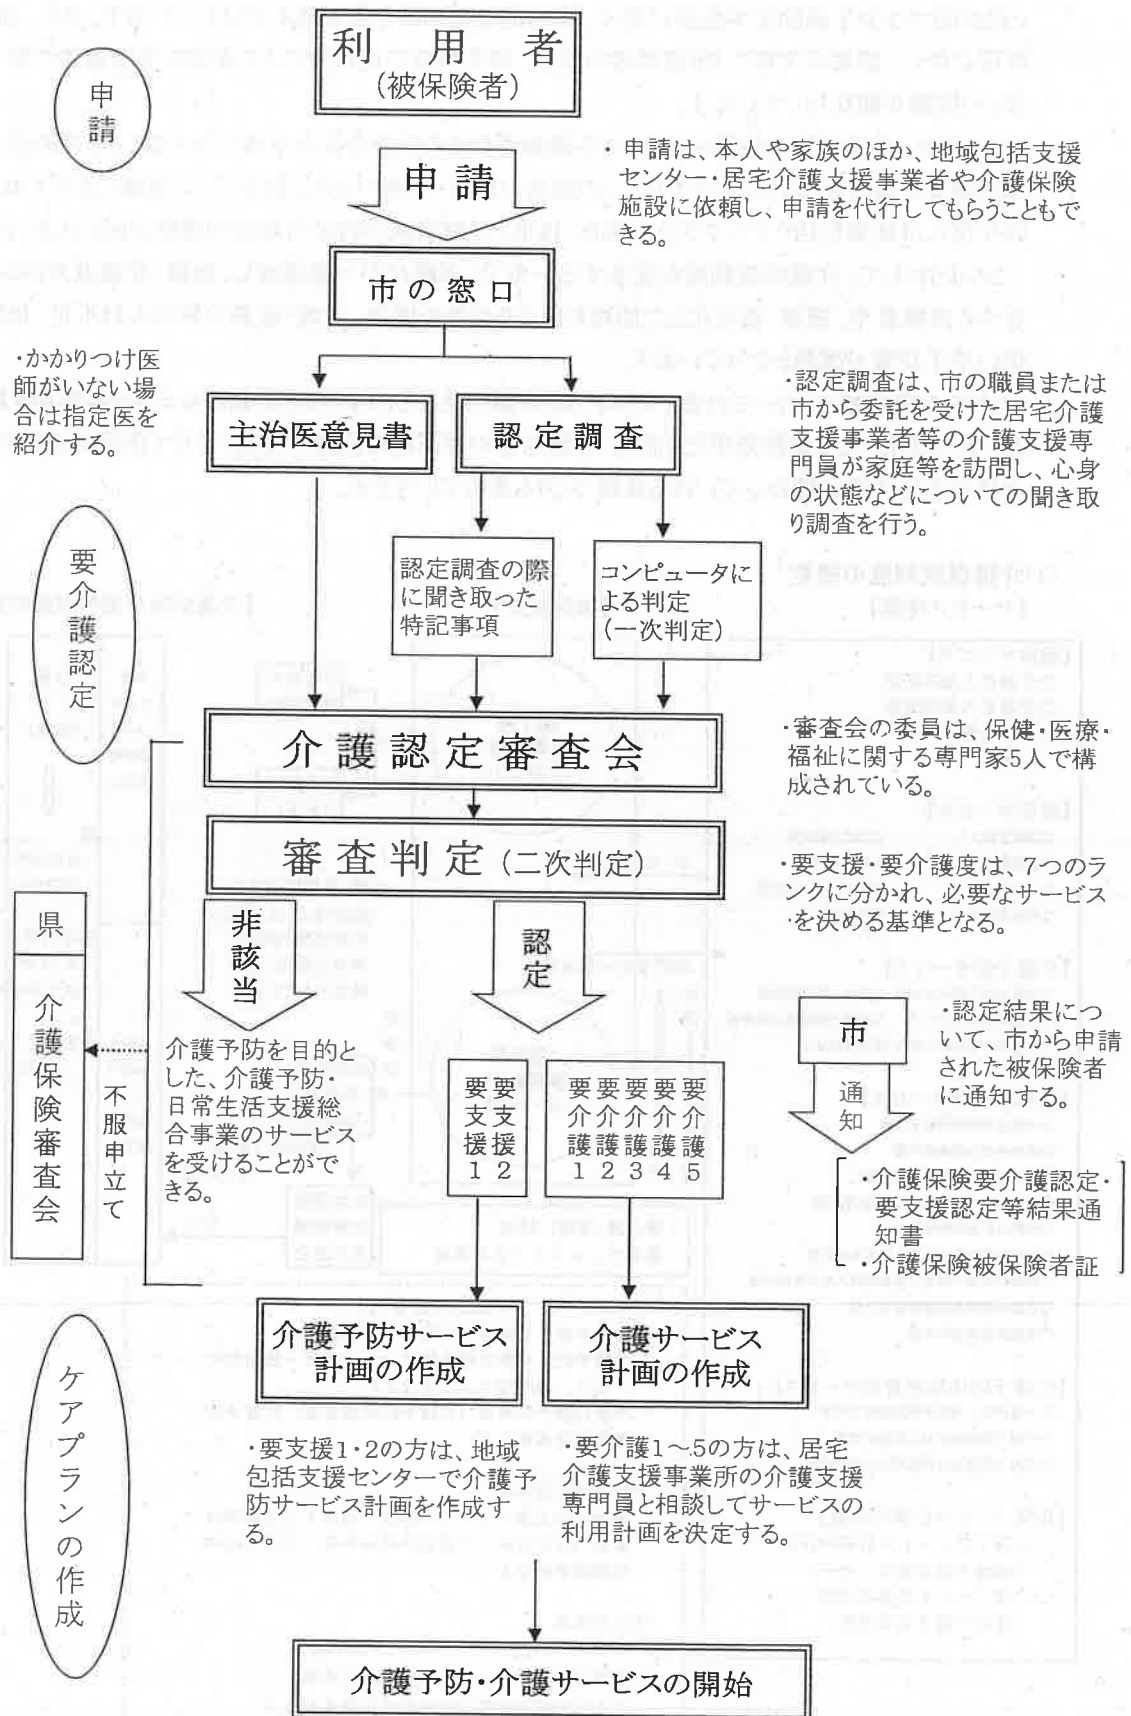 利用者
(被保険者)
申請
申請
・申請は、本人や家族のほか、地域包括支援
センター・居宅介護支援事業者や介護保険
施設に依頼し、申請を代行してもらうこともで
きる。
市の窓口
・かかりつけ医
師がいない場
合は指定医を
紹介する。
主治医意見書
認定調査
・認定調査は、市の職員または
市から委託を受けた居宅介護
支援事業者等の介護支援専
門員が家庭等を訪問し、心身
の状態などについての聞き取
り調査を行う。
要介護認定
認定調査の際
に聞き取った
特記事項
コンピュータに
よる判定
(一次判定)
介護認定審査会
・審査会の委員は、保健・医療・
福祉に関する専門家5人で構
成されている。
審査判定(二次判定)
・要支援・要介護度は、7つのラ
ンクに分かれ、必要なサービス
を決める基準となる。
非該当
認定
県
介護保険審査会
不服申立て
介護予防を目的と
した、介護予防・
日常生活支援総
合事業のサービス
を受けることがで
きる。
要支援1
要支援2
要介護1
要介護2
要介護3
要介護4
要介護5
市
通知
・認定結果につ
いて、市から申請
された被保険者
に通知する。
・介護保険要介護認定・
要支援認定等結果通
知書
・介護保険被保険者証
ケアプランの作成
介護予防サービス
計画の作成
介護サービス
計画の作成
・要支援1・2の方は、地域
包括支援センターで介護予
防サービス計画を作成す
る。
・要介護1～5の方は、居宅
介護支援事業所の介護支援
専門員と相談してサービスの
利用計画を決定する。
介護予防・介護サービスの開始